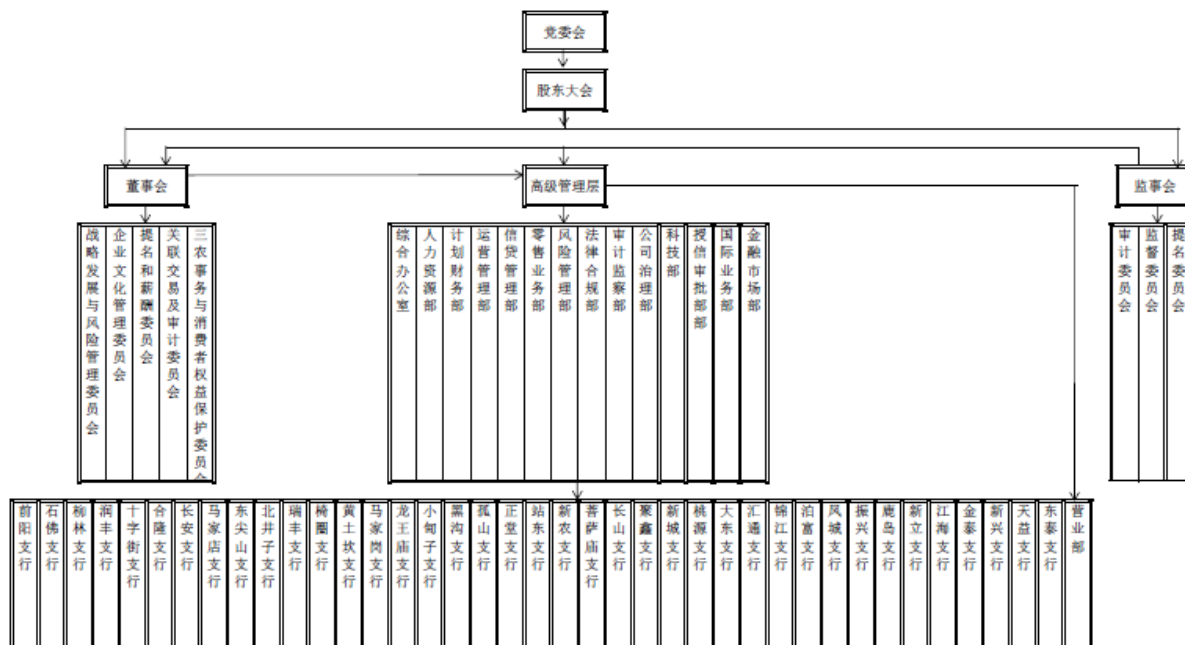 党委会
股东大会
董事会
高级管理层
监事会
战略发展与风险管理委员会
企业文化管理委员会
提名和薪酬委员会
关联交易及审计委员会
三农事务与消费者权益保护委员会
综合办公室
人力资源部
计划财务部
运营管理部
信贷管理部
零售业务部
风险管理部
法律合规部
审计监察部
公司治理部
科技部
授信审批部部
国际业务部
金融市场部
审计委员会
监督委员会
提名委员会
前阳支行
石佛支行
柳林支行
润丰支行
十字街支行
合隆支行
长安支行
马家店支行
东尖山支行
北井子支行
瑞丰支行
椅圈支行
黄土坎支行
马家岗支行
龙王庙支行
小甸子支行
黑沟支行
孤山支行
正堂支行
站东支行
新农支行
菩萨庙支行
长山支行
聚鑫支行
新城支行
桃源支行
大东支行
汇通支行
锦江支行
泊富支行
凤城支行
振兴支行
鹿岛支行
新立支行
江海支行
金泰支行
新兴支行
天益支行
东泰支行
营业部